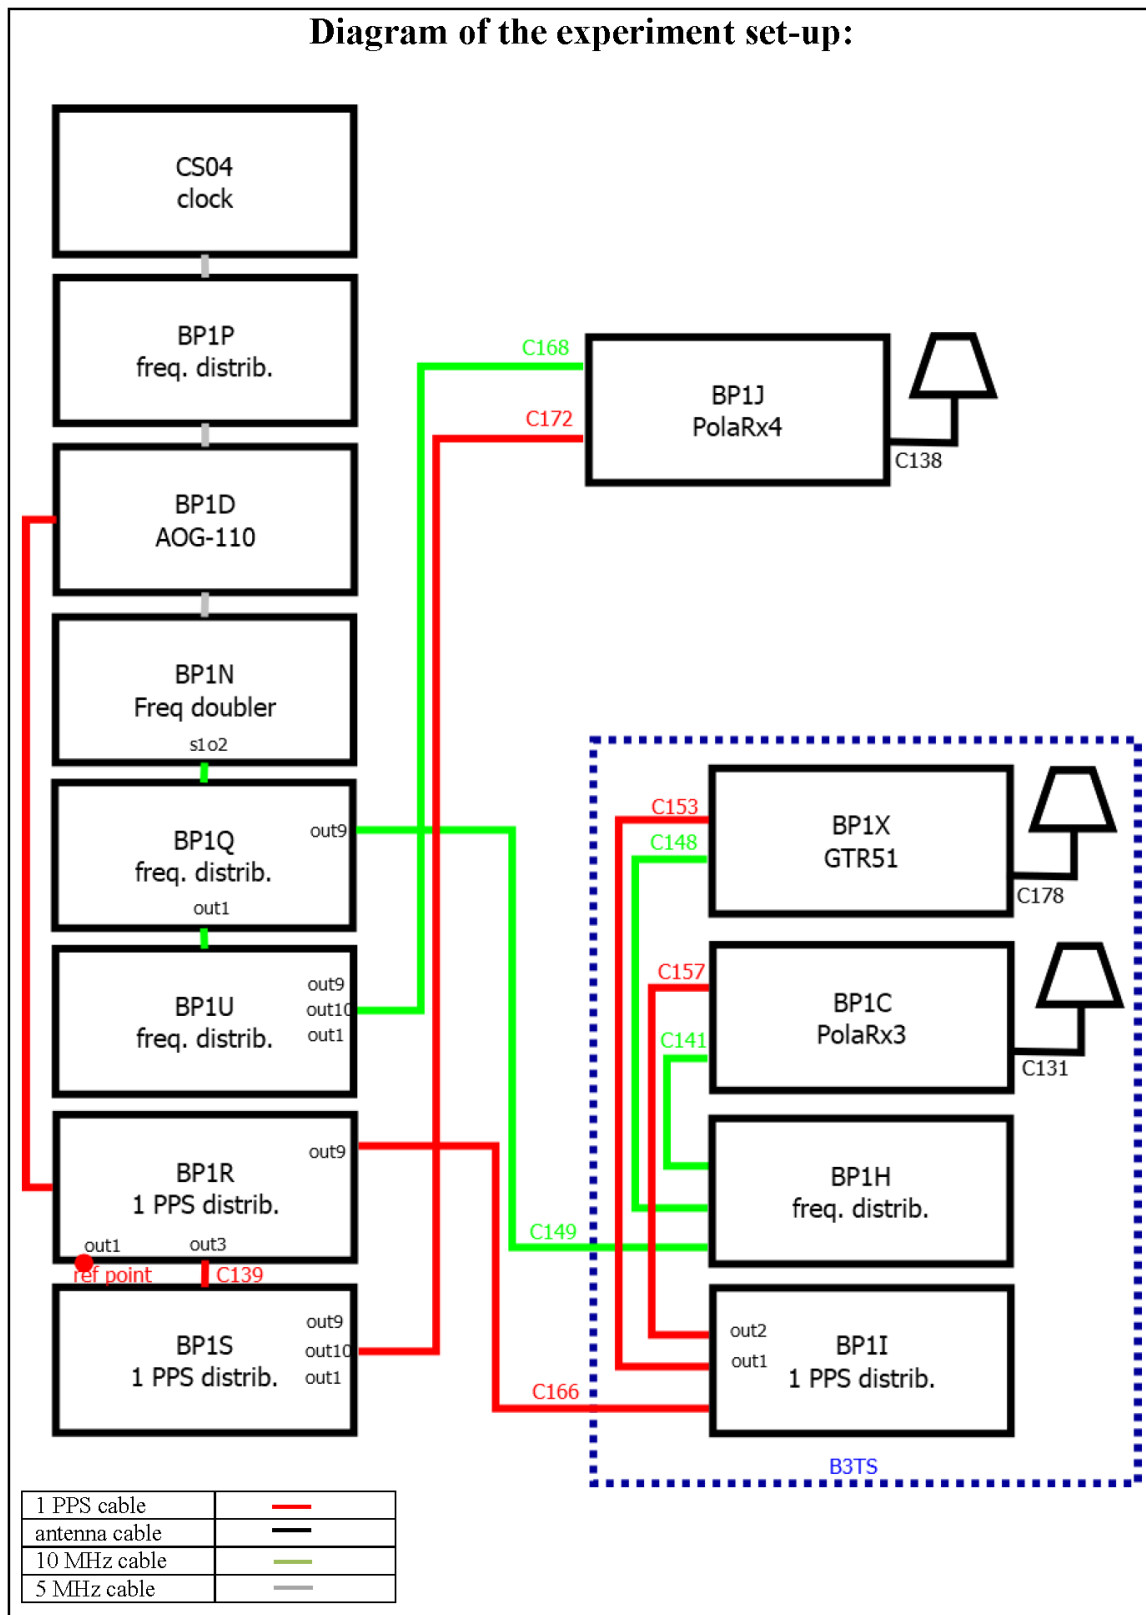 Diagram of the experiment set-up:
CS04
clock
BP1P
freq. distrib.
BP1D
AOG-110
BP1N
Freq doubler
s1o2
BP1Q
freq. distrib.
out9
out1
BP1U
freq. distrib.
out9
out10
out1
BP1R
1 PPS distrib.
out9
out1
out3
ref point
C139
BP1S
1 PPS distrib.
out9
out10
out1
C168
C172
BP1J
PolaRx4
C138
C153
C148
BP1X
GTR51
C178
C157
C141
BP1C
PolaRx3
C131
BP1H
freq. distrib.
C149
out2
out1
BP1I
1 PPS distrib.
C166
B3TS
1 PPS cable
antenna cable
10 MHz cable
5 MHz cable